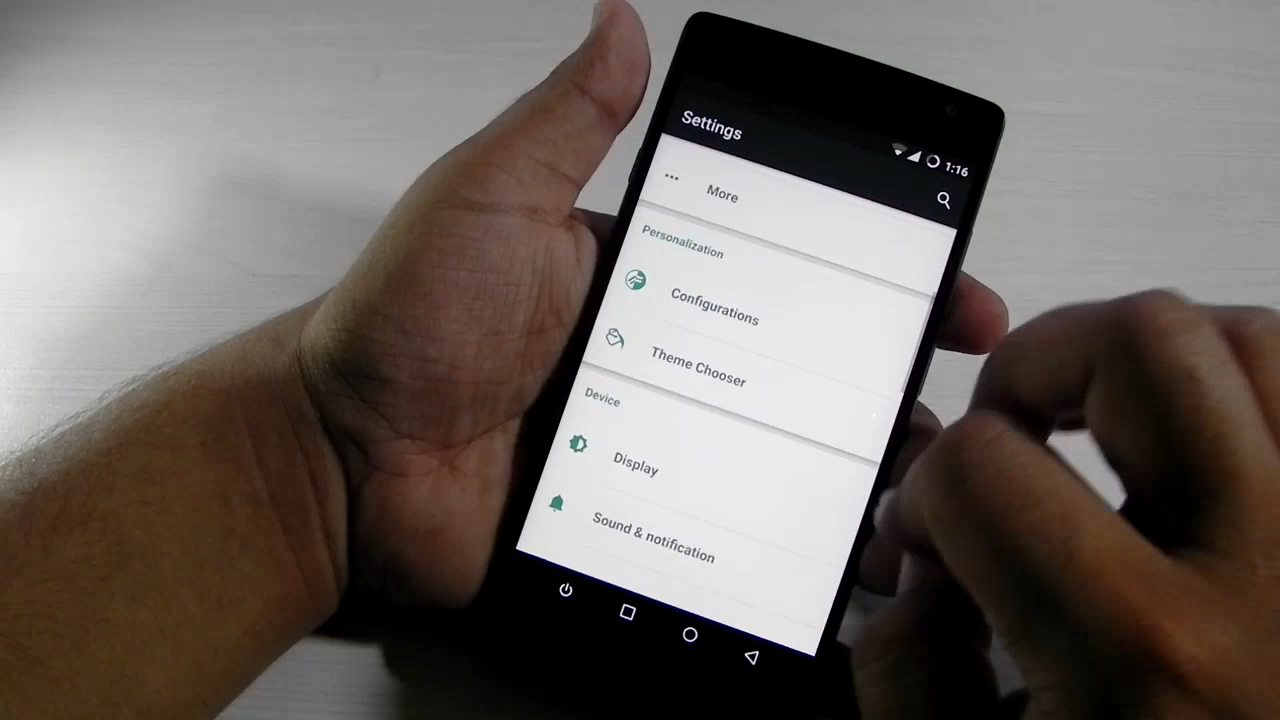 Settings
1:16
More
Personalization
Configurations
Theme Chooser
Device
Display
Sound & notification